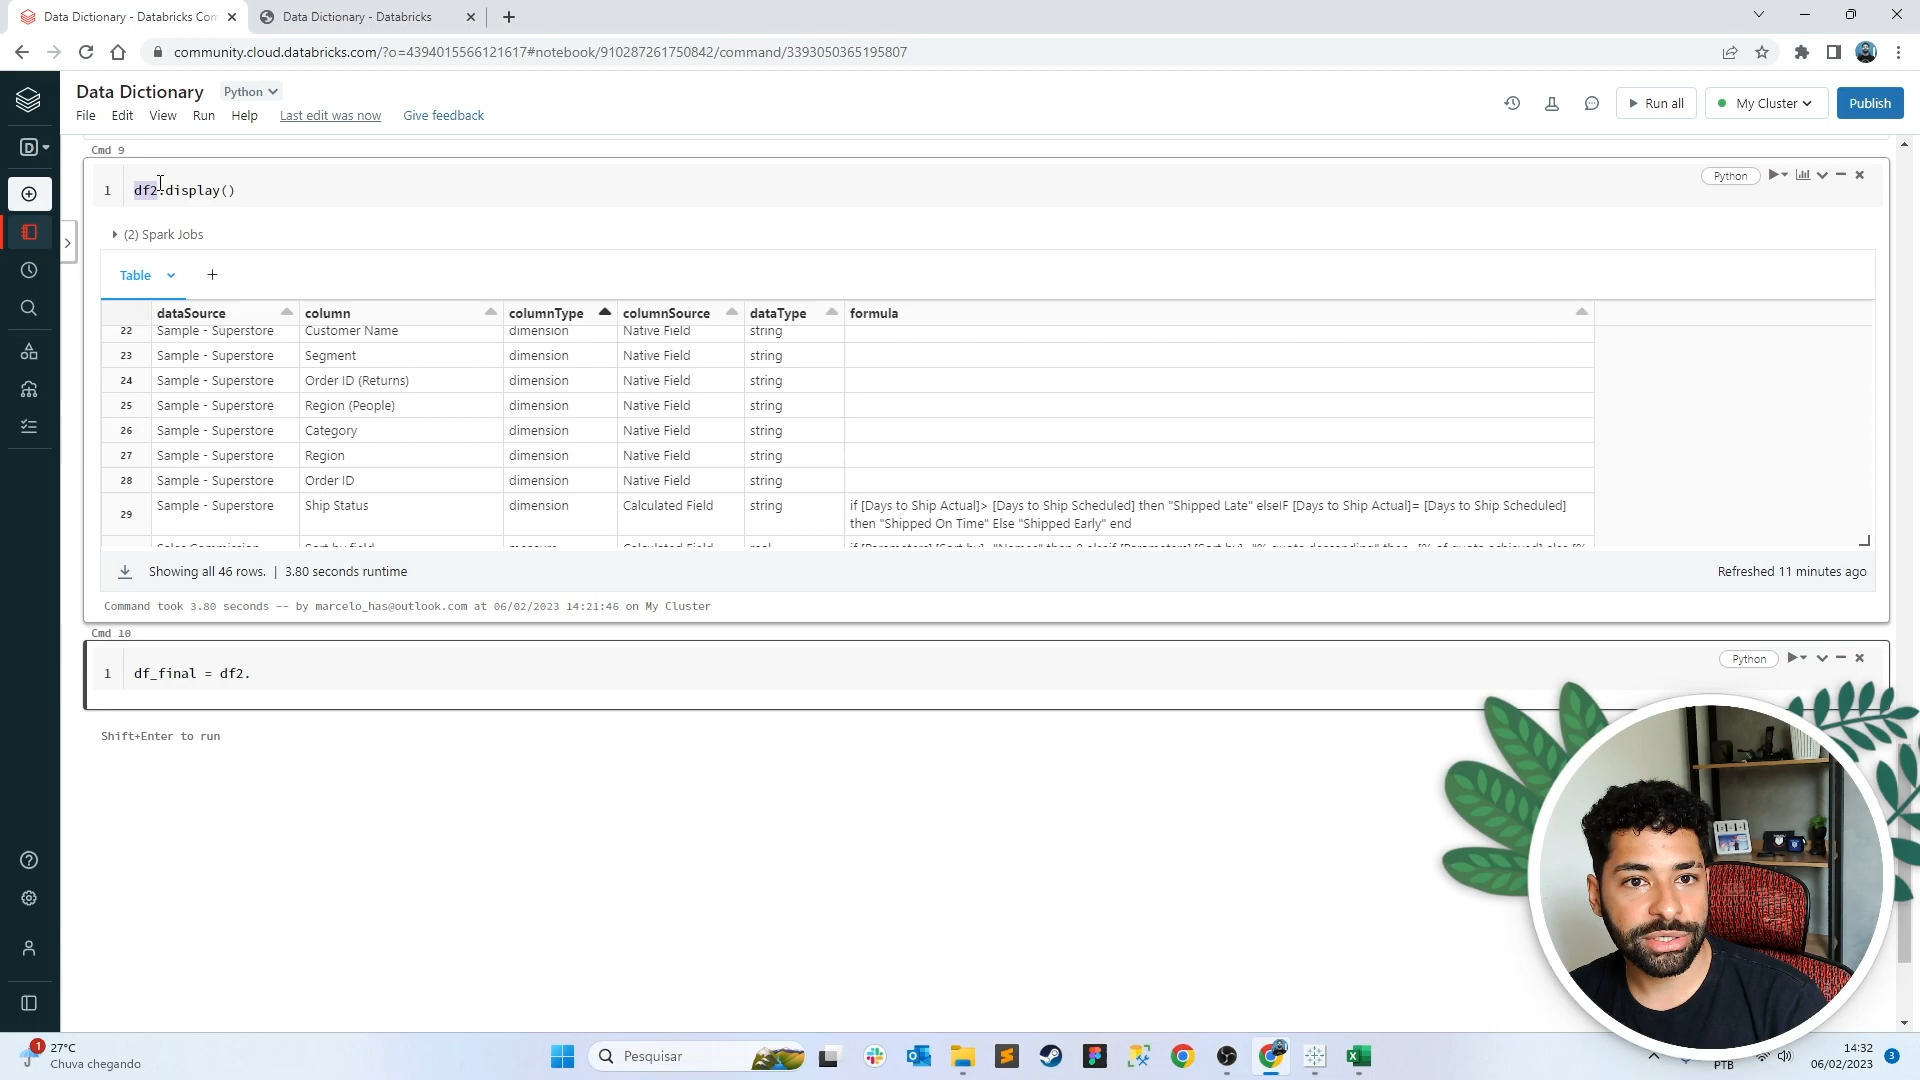 Data Dictionary - Databricks Com
Data Dictionary - Databricks
community.cloud.databricks.com/?o=4394015566121617#notebook/910287261750842/command/3393050365195807
Data Dictionary Python
File Edit View Run Help Last edit was now Give feedback
Run all My Cluster Publish
D
Cmd 9
1 df2.display() Python
(2) Spark Jobs
Table +
dataSource column columnType columnSource dataType formula
22 Sample - Superstore Customer Name dimension Native Field string
23 Sample - Superstore Segment dimension Native Field string
24 Sample - Superstore Order ID (Returns) dimension Native Field string
25 Sample - Superstore Region (People) dimension Native Field string
26 Sample - Superstore Category dimension Native Field string
27 Sample - Superstore Region dimension Native Field string
28 Sample - Superstore Order ID dimension Native Field string
29 Sample - Superstore Ship Status dimension Calculated Field string if [Days to Ship Actual]> [Days to Ship Scheduled] then "Shipped Late" elseIF [Days to Ship Actual]= [Days to Ship Scheduled]
then "Shipped On Time" Else "Shipped Early" end
Showing all 46 rows. | 3.80 seconds runtime Refreshed 11 minutes ago
Command took 3.80 seconds -- by marcelo_has@outlook.com at 06/02/2023 14:21:46 on My Cluster
Cmd 10
1 df_final = df2. Python
Shift+Enter to run
1 27°C
Chuva chegando
Pesquisar
PTB
14:32
06/02/2023
3